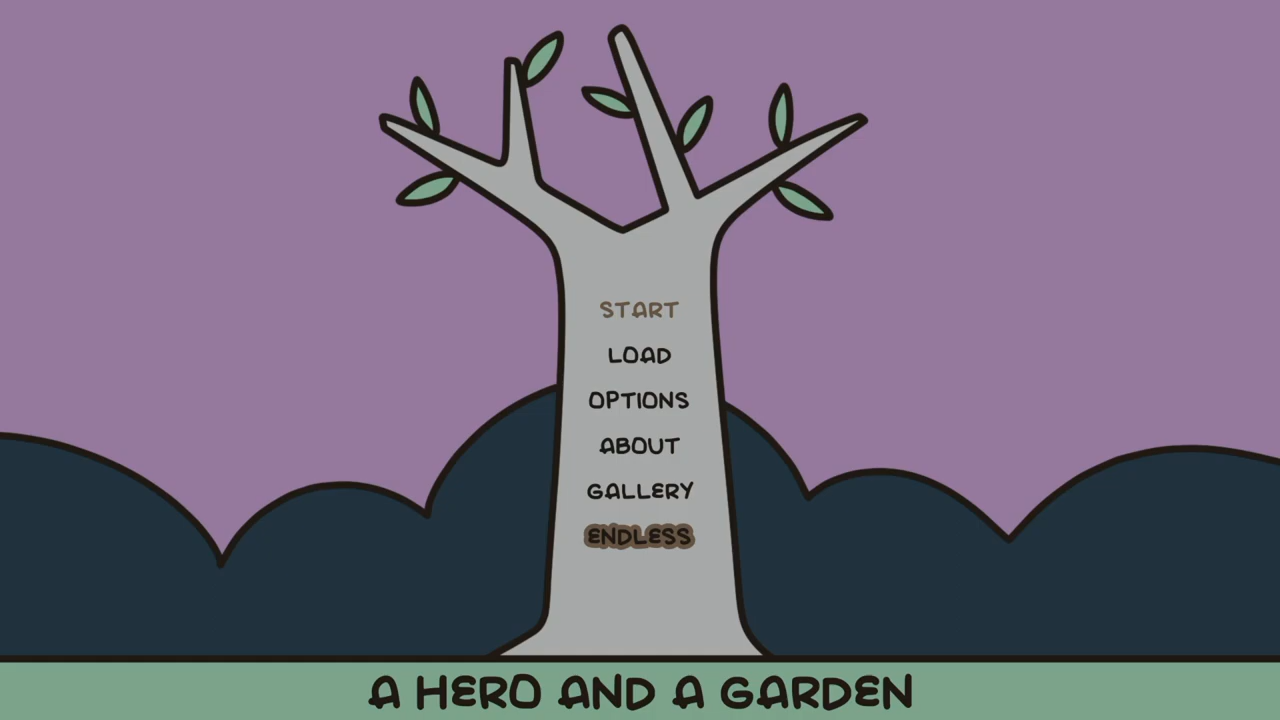 START
LOAD
OPTIONS
ABOUT
GALLERY
ENDLESS
A HERO AND A GARDEN